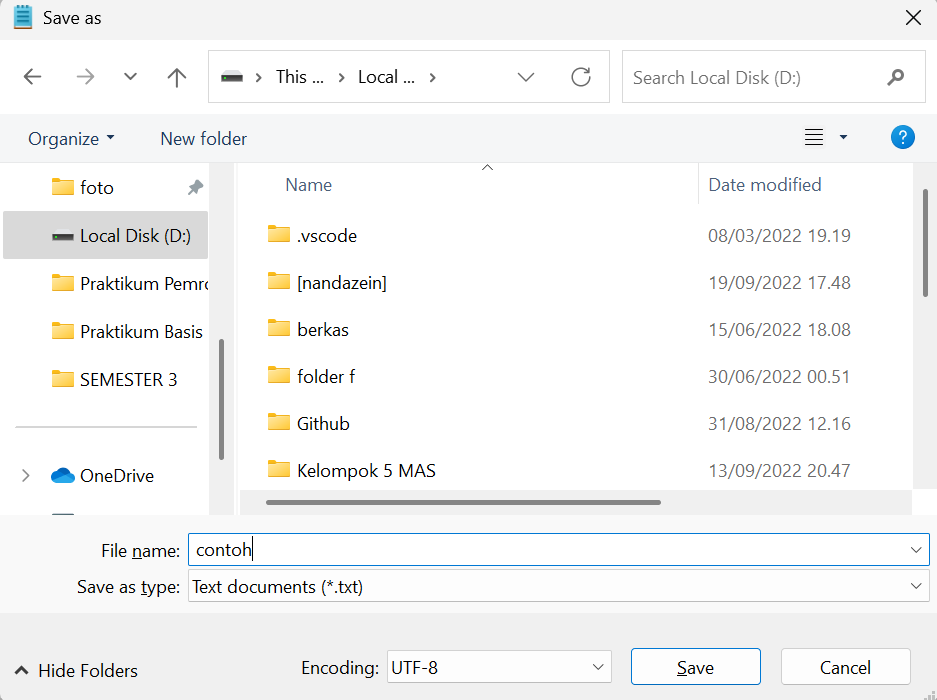 Save as
This ... Local ... Search Local Disk (D:)
Organize New folder ?
foto
Local Disk (D:)
Praktikum Pemro
Praktikum Basis
SEMESTER 3
OneDrive
Name Date modified
.vscode 08/03/2022 19.19
[nandazein] 19/09/2022 17.48
berkas 15/06/2022 18.08
folder f 30/06/2022 00.51
Github 31/08/2022 12.16
Kelompok 5 MAS 13/09/2022 20.47
File name: contoh
Save as type: Text documents (*.txt)
Hide Folders Encoding: UTF-8 Save Cancel